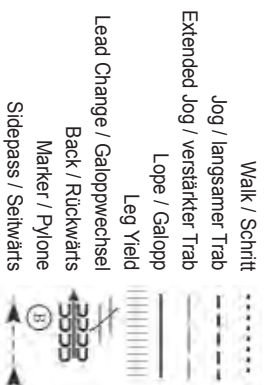 Walk / Schritt
Jog / langsamer Trab
Extended Jog / verstärkter Trab
Lope / Galopp
Leg Yield
Lead Change / Galoppwechsel
Back / Rückwärts
Marker / Pylone
B
Sidepass / Seitwärts